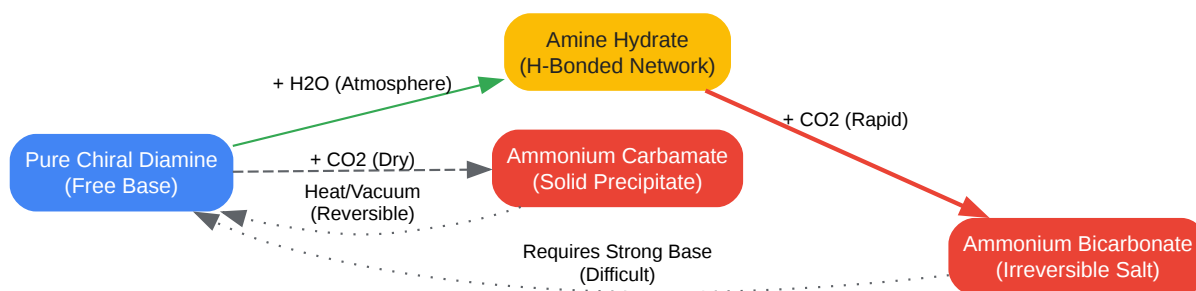 Amine Hydrate
(H-Bonded Network)
+ H2O (Atmosphere)
+ CO2 (Rapid)
Pure Chiral Diamine
(Free Base)
+ CO2 (Dry)
Ammonium Carbamate
(Solid Precipitate)
Heat/Vacuum
(Reversible)
Requires Strong Base
(Difficult)
Ammonium Bicarbonate
(Irreversible Salt)